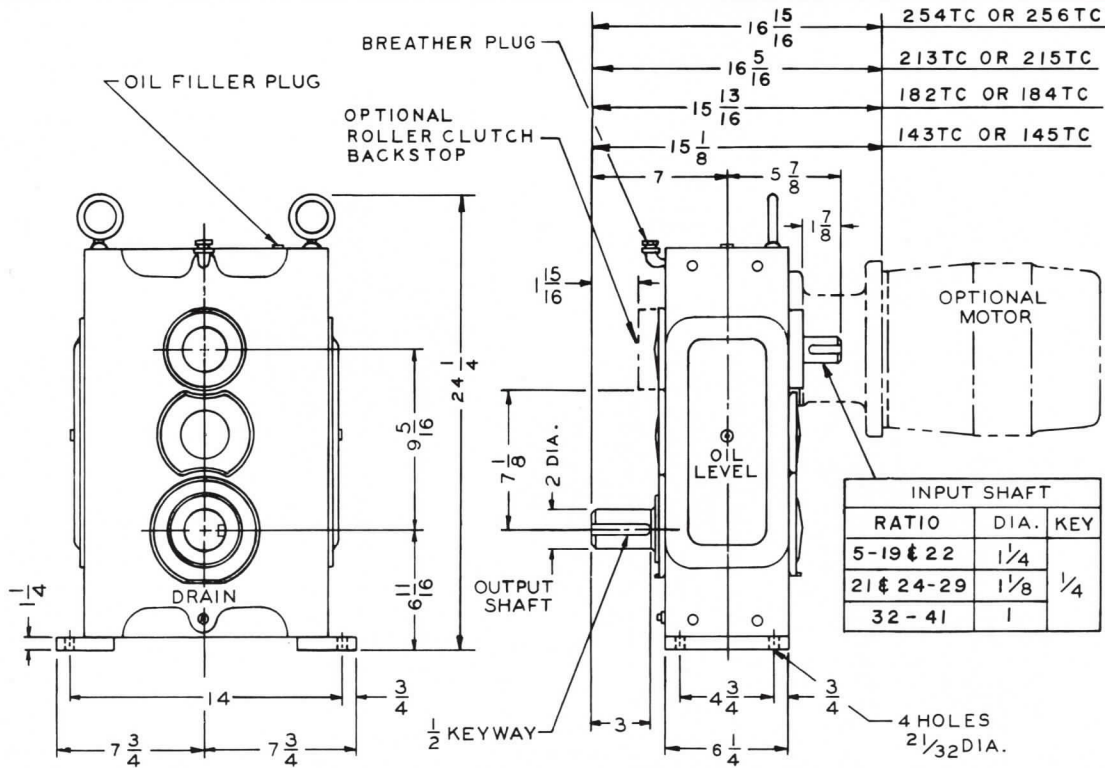 16 15/16
254TC OR 256TC
BREATHER PLUG
16 5/16
213TC OR 215TC
OIL FILLER PLUG
15 13/16
182TC OR 184TC
OPTIONAL
ROLLER CLUTCH
BACKSTOP
15 1/8
143TC OR 145TC
7
5 7/8
1 7/8
1 15/16
OPTIONAL
MOTOR
24 1/4
9 5/16
7 1/8
2 DIA.
OIL
LEVEL
INPUT SHAFT
RATIO DIA. KEY
5-19 & 22 1 1/4
21 & 24-29 1 1/8 1/4
32-41 1
OUTPUT
SHAFT
DRAIN
6 11/16
1 1/4
14
3/4
4 3/4
3/4
3
1/2 KEYWAY
4 HOLES
21/32 DIA.
7 3/4
7 3/4
6 1/4